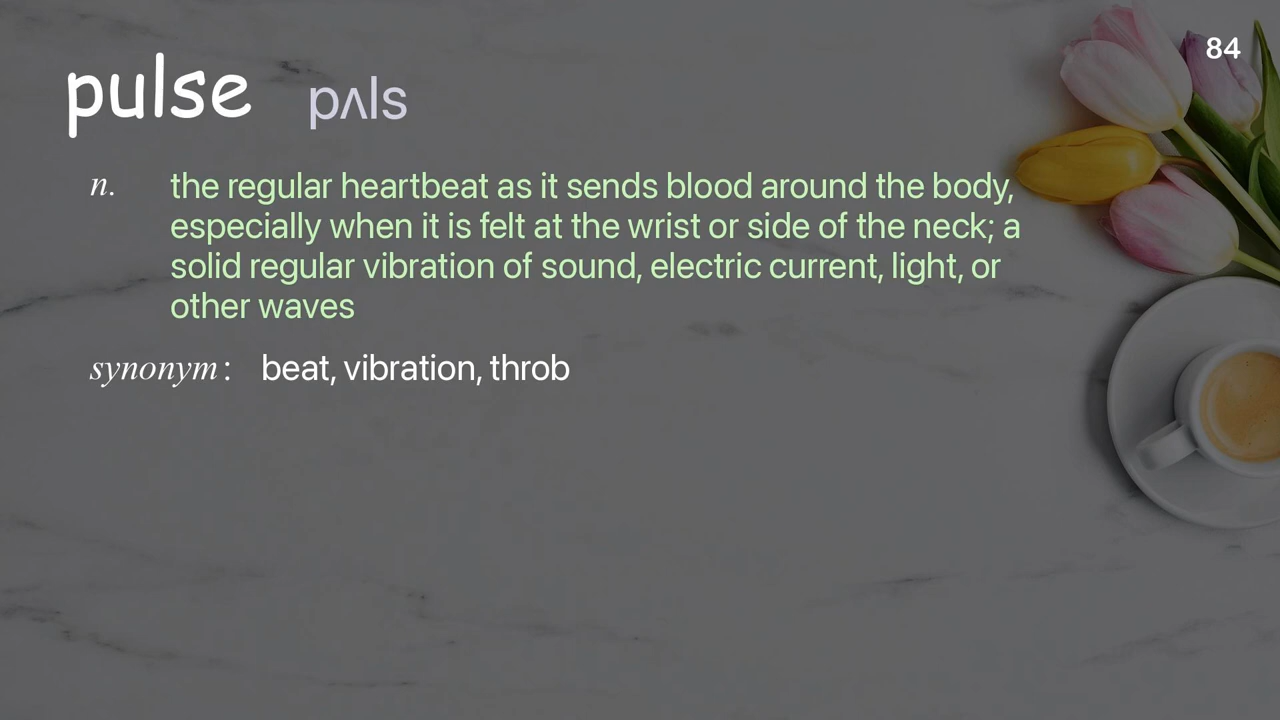 84
pulse pʌls
n. the regular heartbeat as it sends blood around the body,
especially when it is felt at the wrist or side of the neck; a
solid regular vibration of sound, electric current, light, or
other waves
synonym: beat, vibration, throb